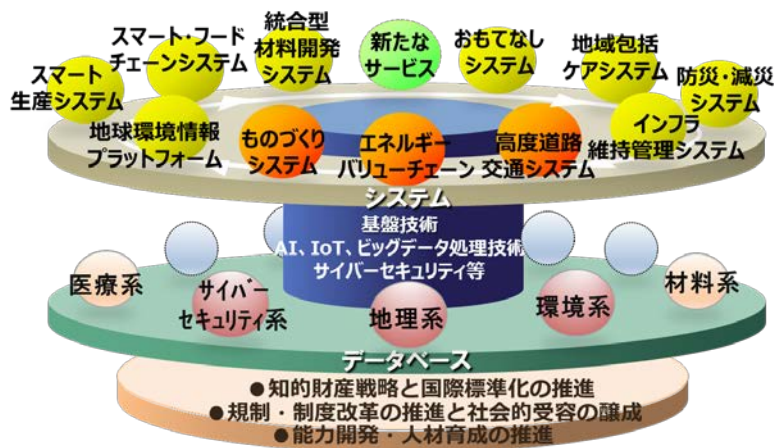 スマート
生産システム
スマート・フード
チェーンシステム
統合型
材料開発
システム
新たな
サービス
おもてなし
システム
地域包括
ケアシステム
防災・減災
システム
地球環境情報
プラットフォーム
ものづくり
システム
エネルギー
バリューチェーン
高度道路
交通システム
インフラ
維持管理システム
システム
基盤技術
AI、IoT、ビッグデータ処理技術
サイバーセキュリティ等
医療系
サイバー
セキュリティ系
地理系
環境系
材料系
データベース
●知的財産戦略と国際標準化の推進
●規制・制度改革の推進と社会的受容の醸成
●能力開発・人材育成の推進